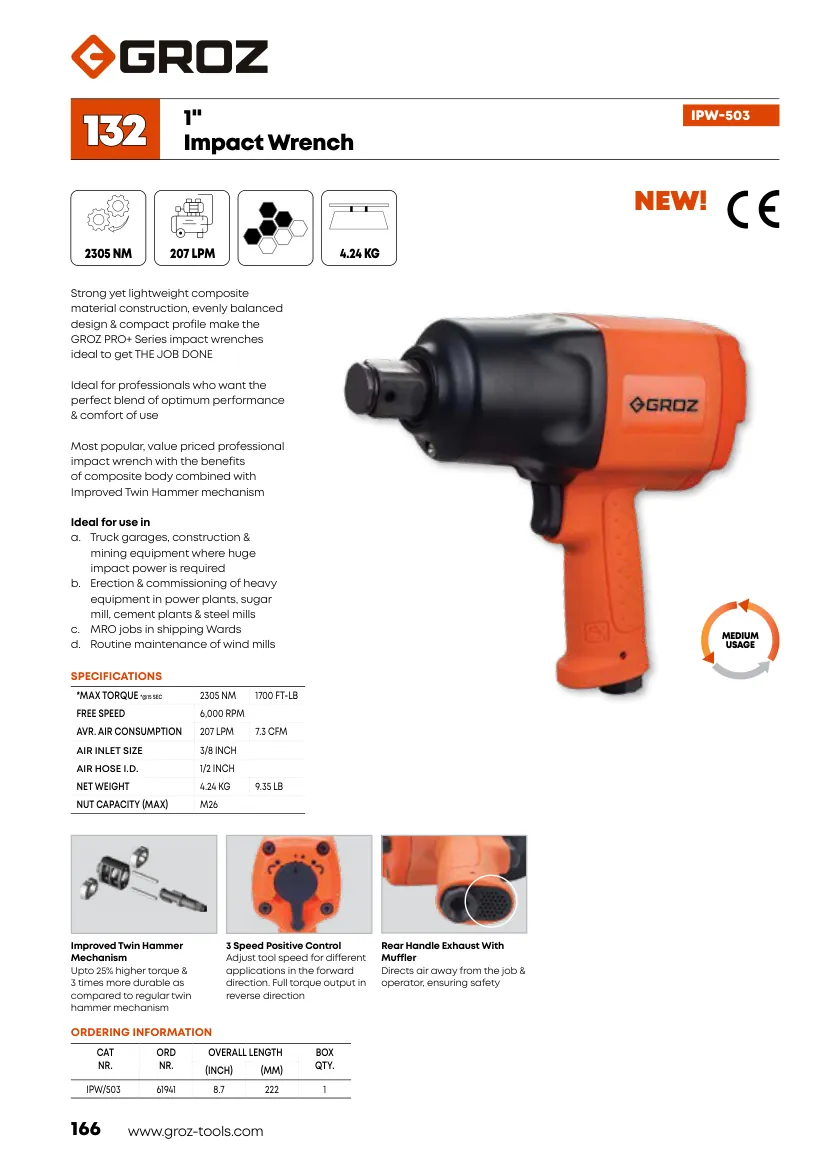 GROZ
132
1"
Impact Wrench
IPW-503
NEW!
CE
2305 NM
207 LPM
4.24 KG
Strong yet lightweight composite
material construction, evenly balanced
design & compact profile make the
GROZ PRO+ Series impact wrenches
ideal to get THE JOB DONE
Ideal for professionals who want the
perfect blend of optimum performance
& comfort of use
Most popular, value priced professional
impact wrench with the benefits
of composite body combined with
Improved Twin Hammer mechanism
Ideal for use in
a. Truck garages, construction &
mining equipment where huge
impact power is required
b. Erection & commissioning of heavy
equipment in power plants, sugar
mill, cement plants & steel mills
c. MRO jobs in shipping Wards
d. Routine maintenance of wind mills
GROZ
MEDIUM
USAGE
SPECIFICATIONS
*MAX TORQUE *@15 SEC 2305 NM 1700 FT-LB
FREE SPEED 6,000 RPM
AVR. AIR CONSUMPTION 207 LPM 7.3 CFM
AIR INLET SIZE 3/8 INCH
AIR HOSE I.D. 1/2 INCH
NET WEIGHT 4.24 KG 9.35 LB
NUT CAPACITY (MAX) M26
Improved Twin Hammer
Mechanism
Upto 25% higher torque &
3 times more durable as
compared to regular twin
hammer mechanism
3 Speed Positive Control
Adjust tool speed for different
applications in the forward
direction. Full torque output in
reverse direction
Rear Handle Exhaust With
Muffler
Directs air away from the job &
operator, ensuring safety
ORDERING INFORMATION
CAT ORD OVERALL LENGTH BOX
NR. NR. (INCH) (MM) QTY.
IPW/503 61941 8.7 222 1
166 www.groz-tools.com